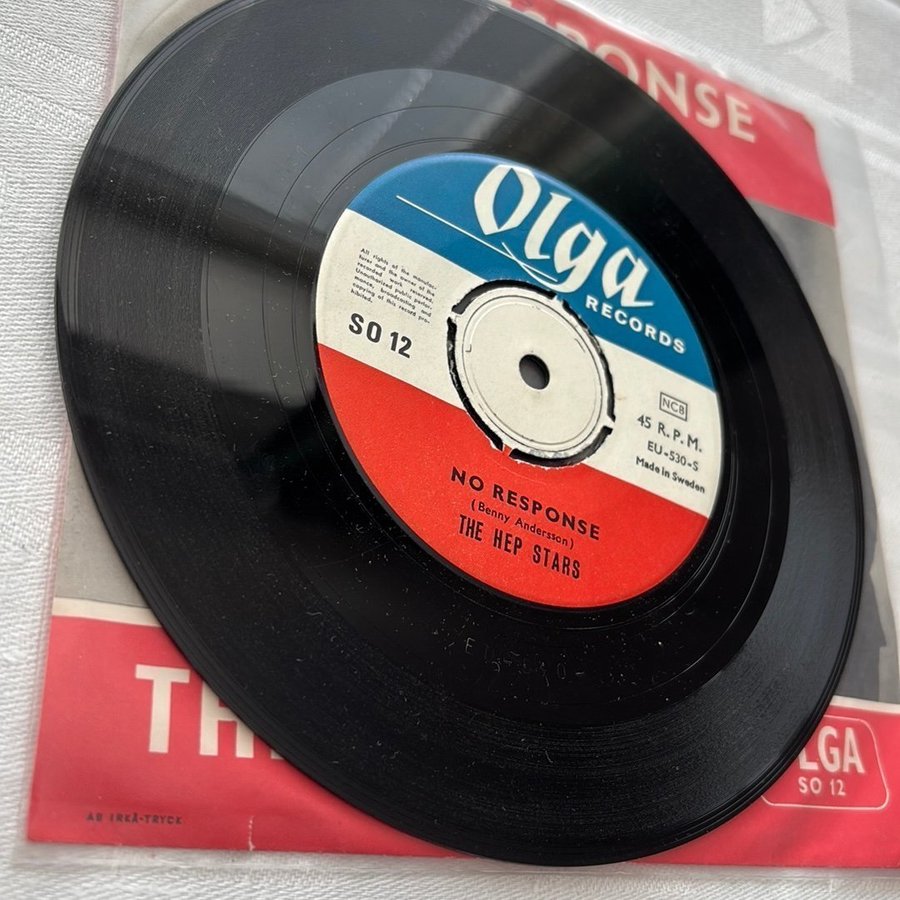 PONSE
Olga
RECORDS
All rights of the manufac-
turer and the owner of the
recorded work reserved.
Unauthorized public perfor-
mance, broadcasting and
copying of this record pro-
hibited.
SO 12
NCB
45 R.P.M.
EU-530-S
Made in Sweden
NO RESPONSE
(Benny Andersson)
THE HEP STARS
TH
LGA
SO 12
AB IRKÅ-TRYCK